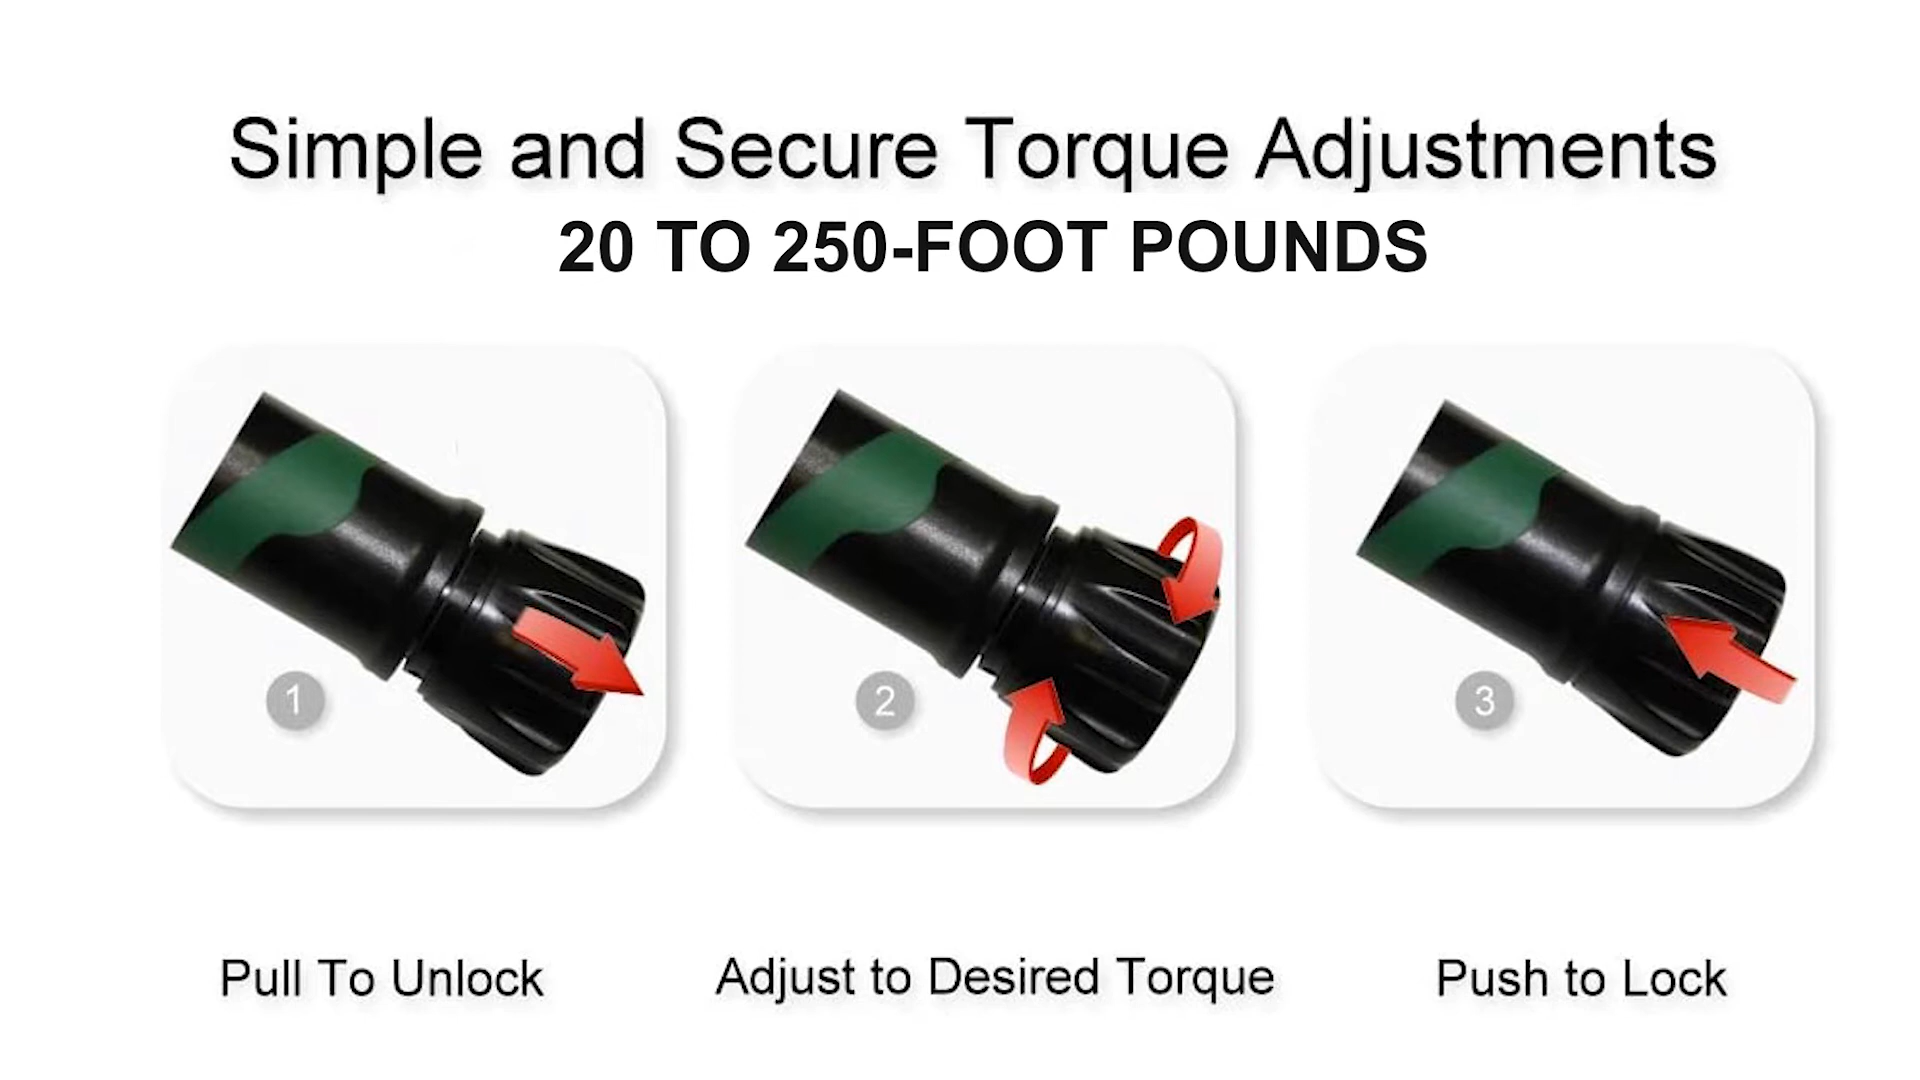 Simple and Secure Torque Adjustments
20 TO 250-FOOT POUNDS
1
2
3
Pull To Unlock
Adjust to Desired Torque
Push to Lock